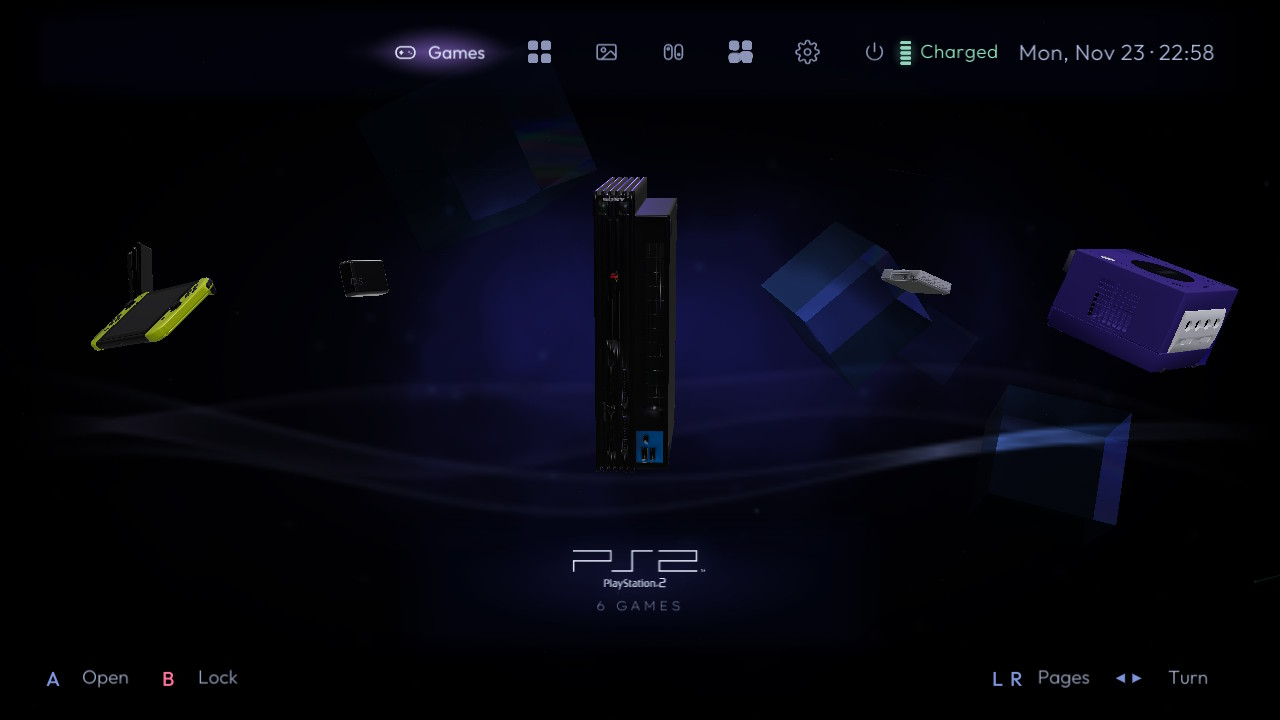 Games
Charged
Mon, Nov 23 · 22:58
PS2
PlayStation.2
6 GAMES
A Open B Lock
L R Pages ◄ ► Turn